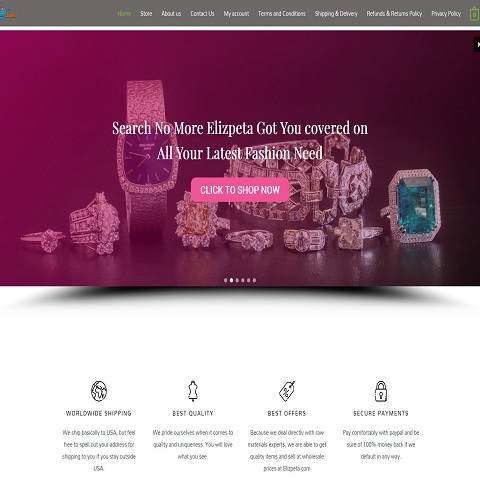 Home Store About us Contact Us My account Terms and Conditions Shipping & Delivery Refunds & Returns Policy Privacy Policy 0
Search No More Elizpeta Got You covered on
All Your Latest Fashion Need
CLICK TO SHOP NOW
WORLDWIDE SHIPPING
We ship basically to USA, but feel
free to spell out your address for
shipping to you if you stay outside
USA.
BEST QUALITY
We pride ourselves when it comes to
quality and uniqueness. You will love
what you see.
BEST OFFERS
Because we deal directly with raw
materials experts, we are able to get
quality items and sell at wholesale
prices at Elizpeta.com
SECURE PAYMENTS
Pay comfortably with paypal and be
sure of 100% money back if we
default in any way.